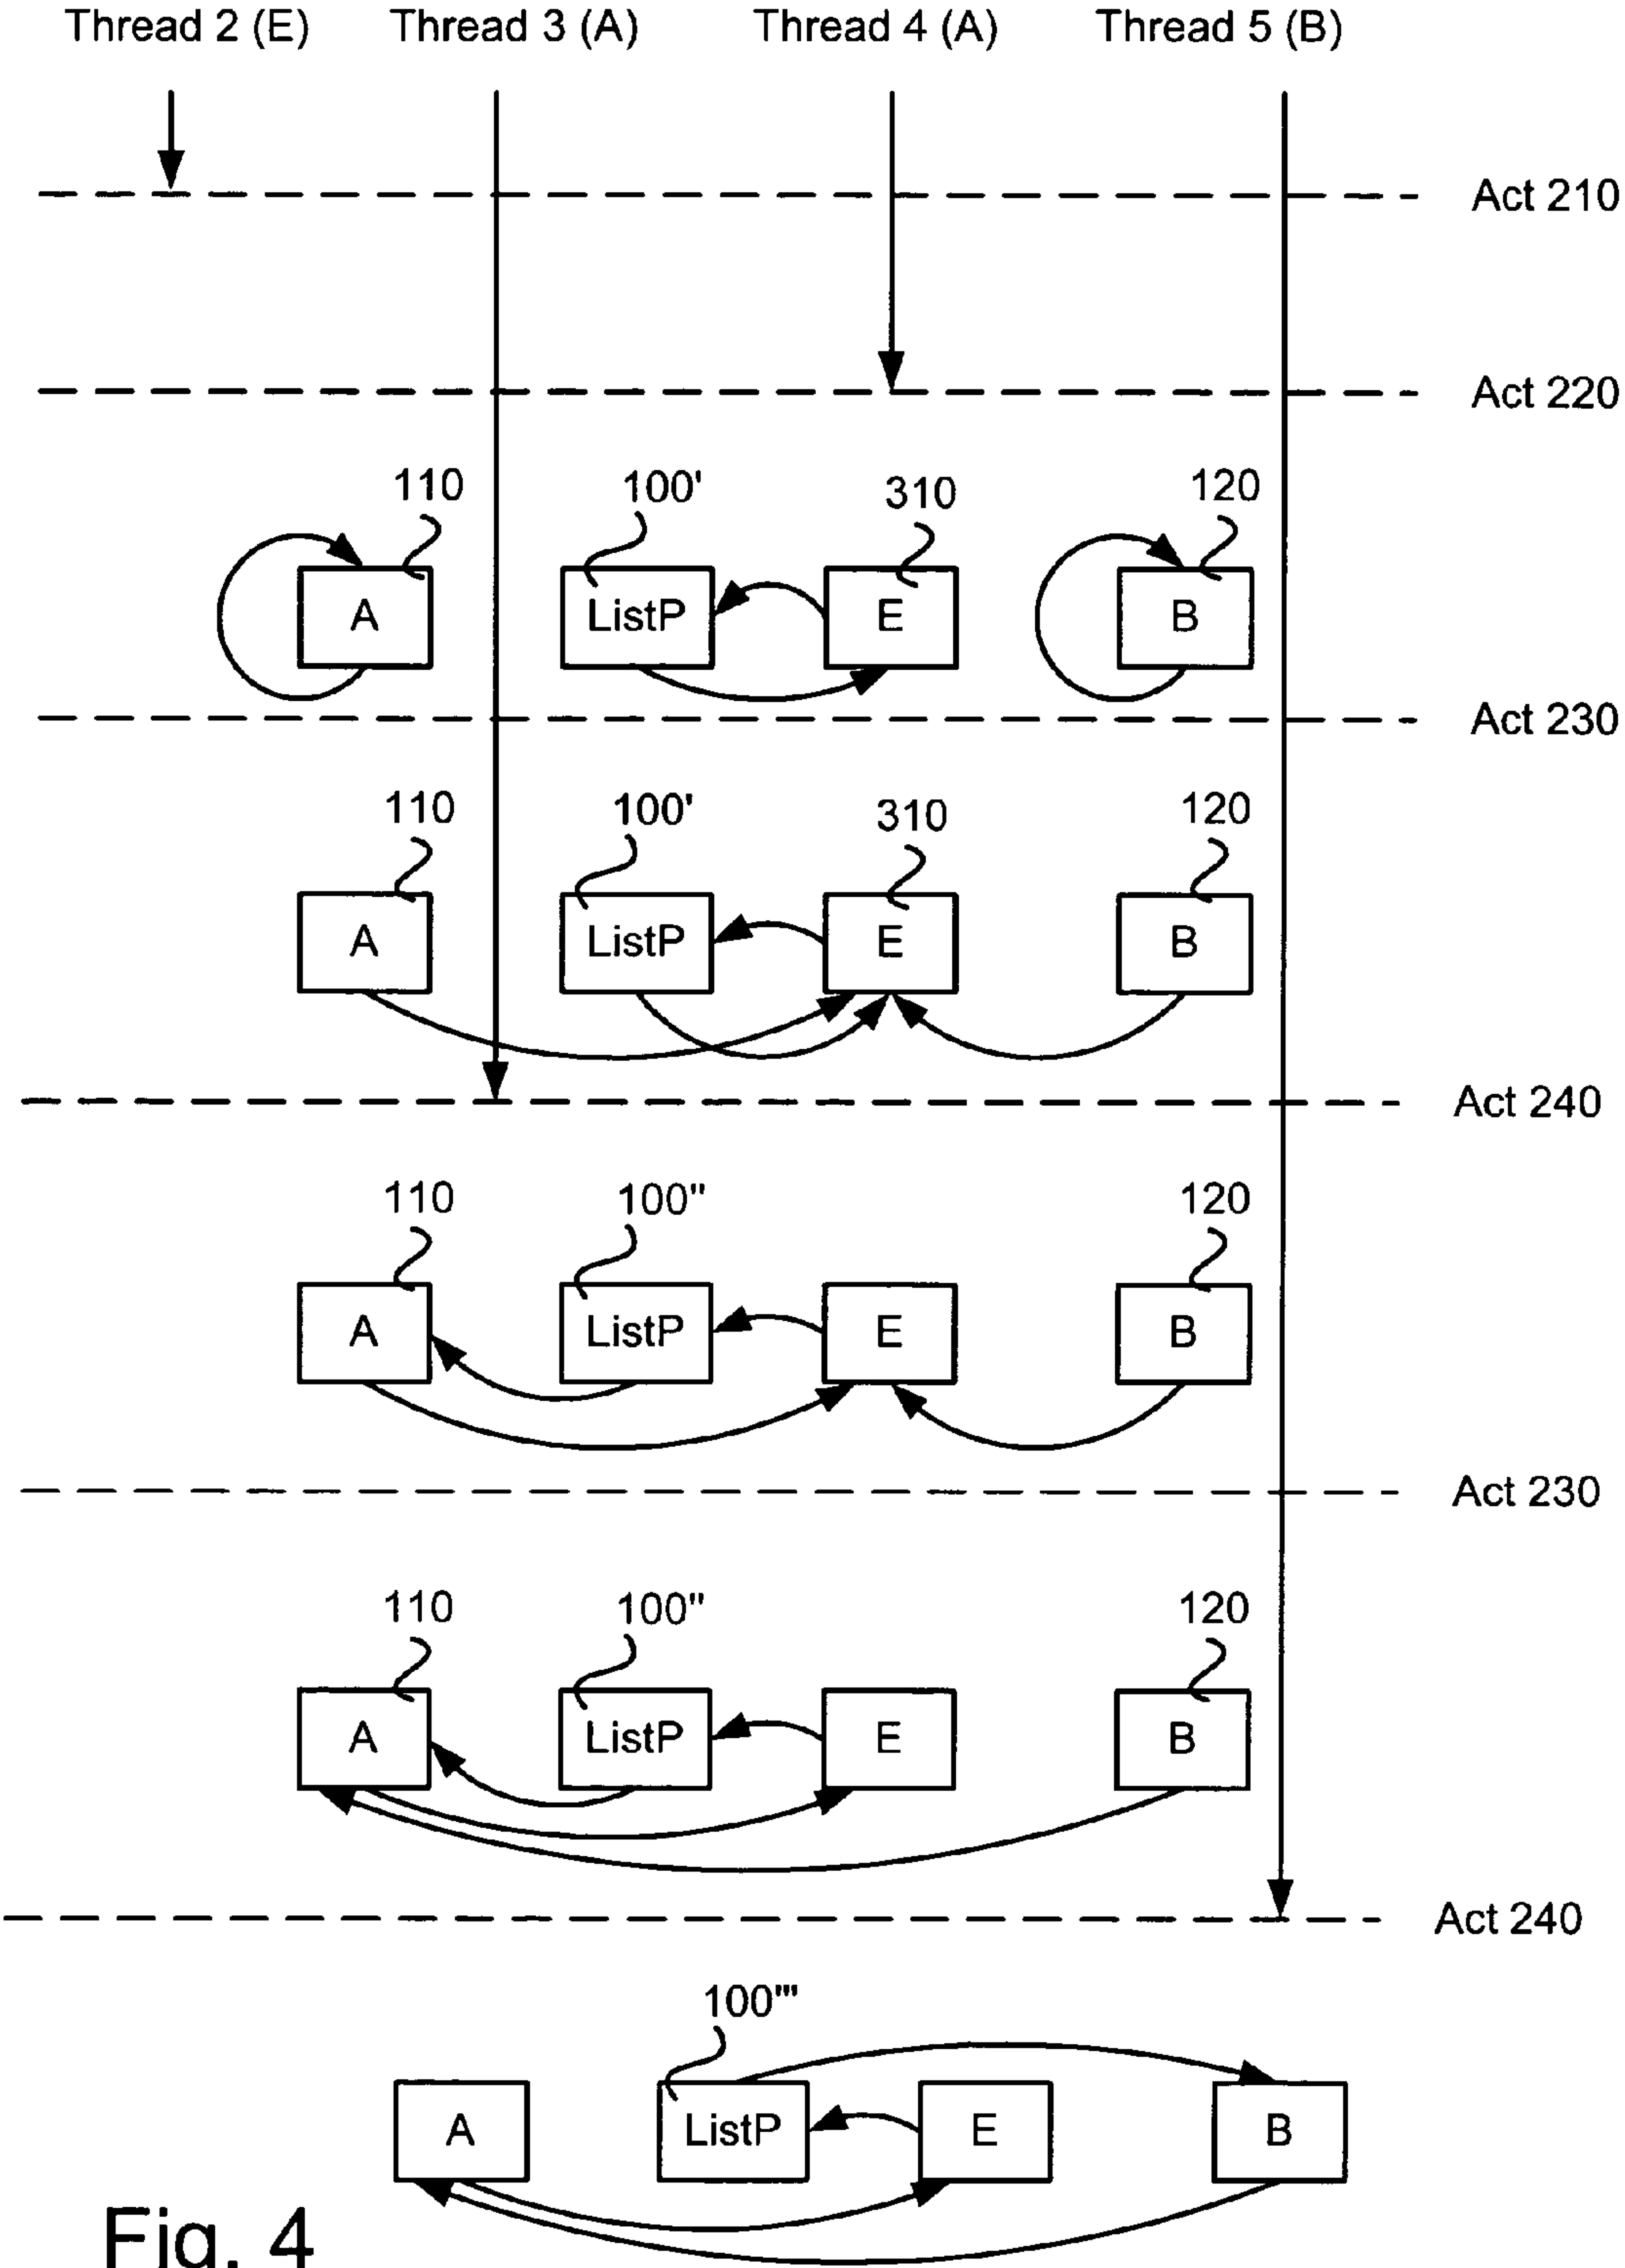 Thread 2 (E) Thread 3 (A) Thread 4 (A) Thread 5 (B)
Act 210
Act 220
110 100' 310 120
A ListP E B
Act 230
110 100' 310 120
A ListP E B
Act 240
110 100" 120
A ListP E B
Act 230
110 100" 120
A ListP E B
Act 240
100"'
A ListP E B
Fig. 4